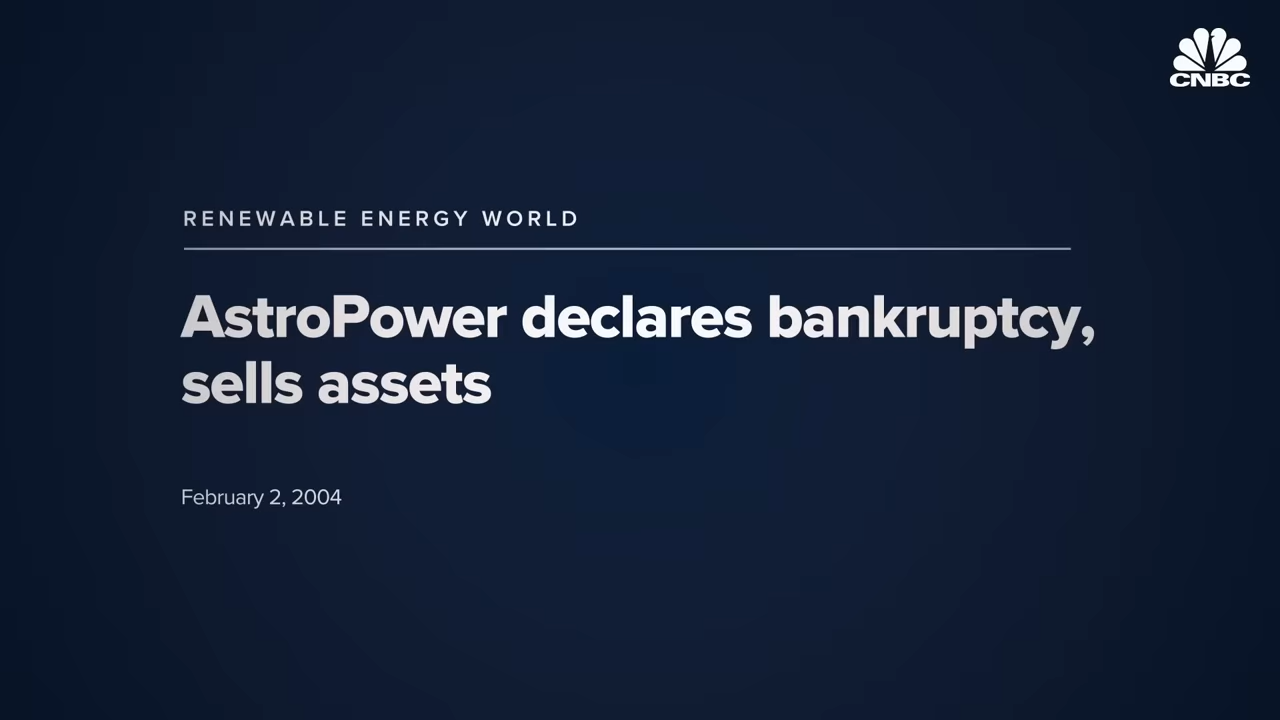 CNBC
RENEWABLE ENERGY WORLD
AstroPower declares bankruptcy,
sells assets
February 2, 2004